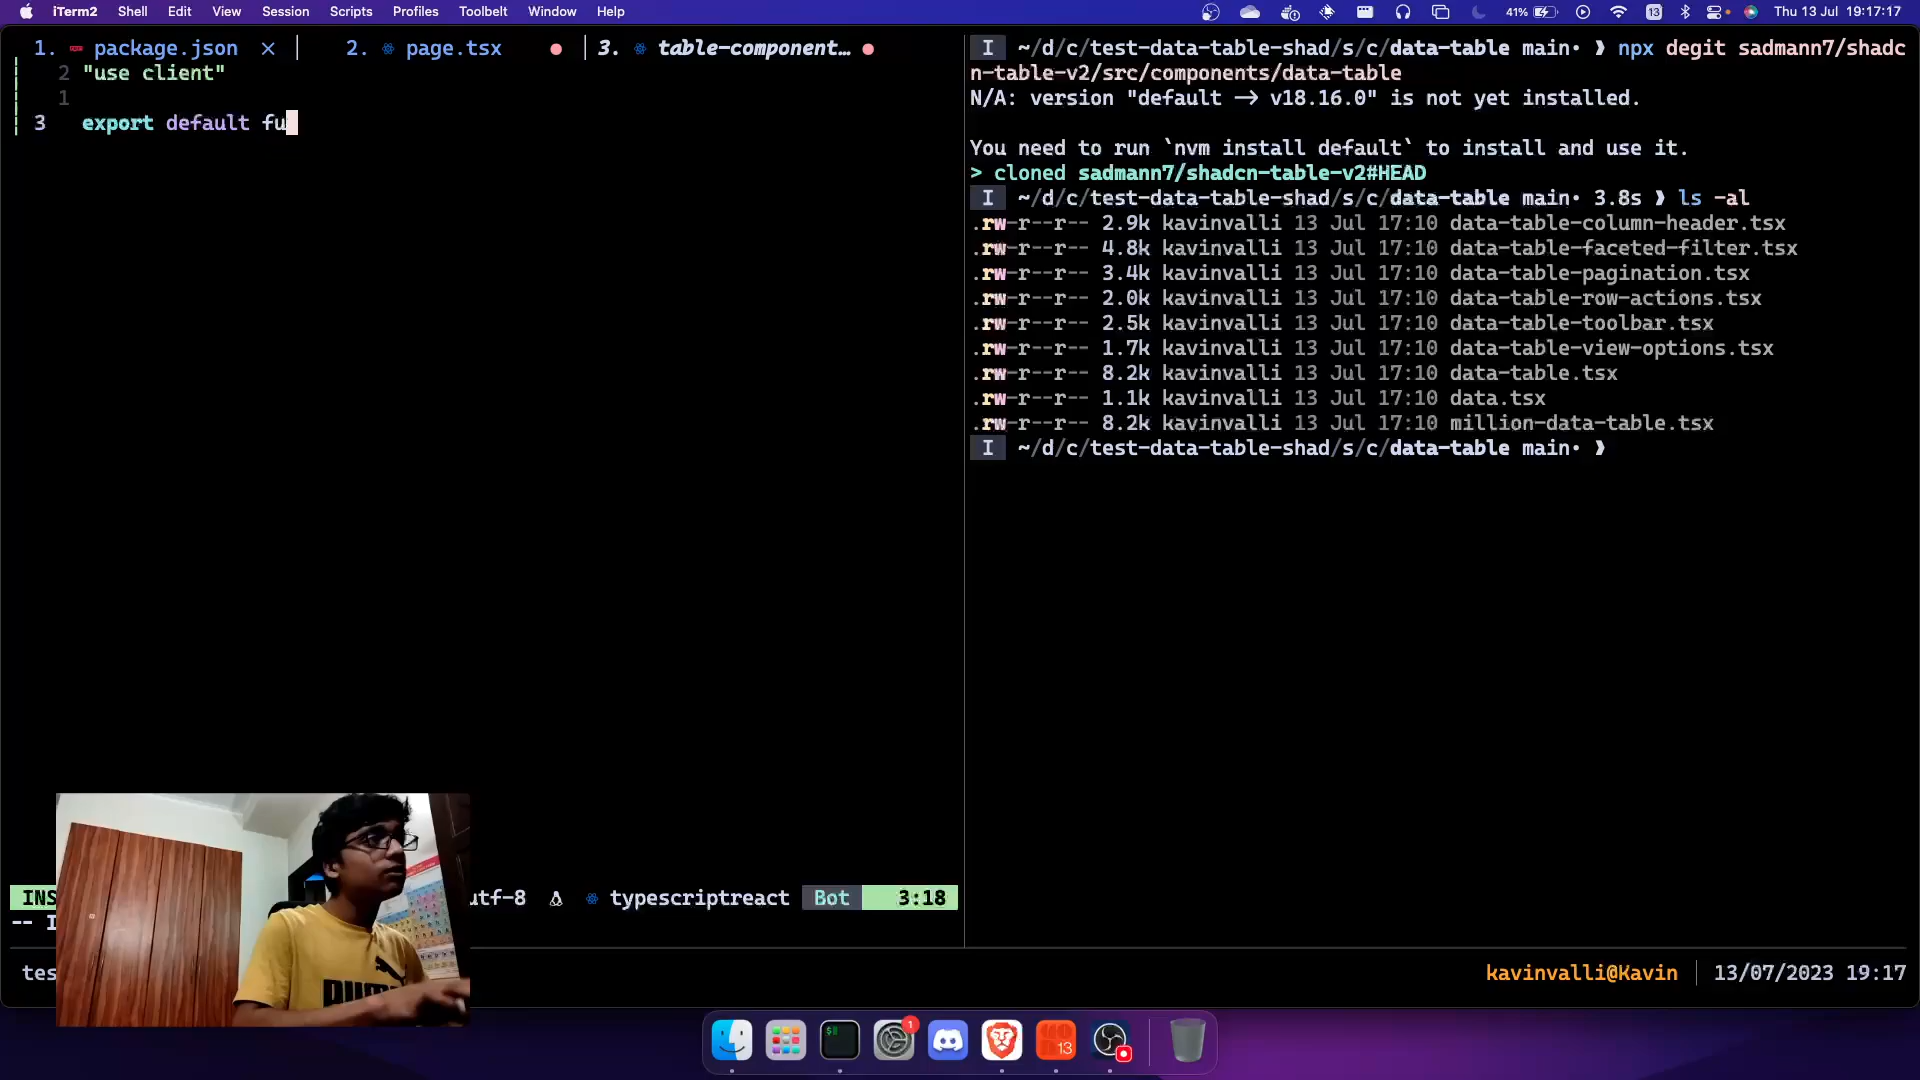 iTerm2 Shell Edit View Session Scripts Profiles Toolbelt Window Help 41% 13 Thu 13 Jul 19:17:17
1. package.json × 2. page.tsx ● 3. table-component… ●
2 "use client"
1
3 export default fu
INS utf-8 typescriptreact Bot 3:18
-- I
I ~/d/c/test-data-table-shad/s/c/data-table main• ❱ npx degit sadmann7/shadc
n-table-v2/src/components/data-table
N/A: version "default -> v18.16.0" is not yet installed.
You need to run `nvm install default` to install and use it.
> cloned sadmann7/shadcn-table-v2#HEAD
I ~/d/c/test-data-table-shad/s/c/data-table main• 3.8s ❱ ls -al
.rw-r--r-- 2.9k kavinvalli 13 Jul 17:10 data-table-column-header.tsx
.rw-r--r-- 4.8k kavinvalli 13 Jul 17:10 data-table-faceted-filter.tsx
.rw-r--r-- 3.4k kavinvalli 13 Jul 17:10 data-table-pagination.tsx
.rw-r--r-- 2.0k kavinvalli 13 Jul 17:10 data-table-row-actions.tsx
.rw-r--r-- 2.5k kavinvalli 13 Jul 17:10 data-table-toolbar.tsx
.rw-r--r-- 1.7k kavinvalli 13 Jul 17:10 data-table-view-options.tsx
.rw-r--r-- 8.2k kavinvalli 13 Jul 17:10 data-table.tsx
.rw-r--r-- 1.1k kavinvalli 13 Jul 17:10 data.tsx
.rw-r--r-- 8.2k kavinvalli 13 Jul 17:10 million-data-table.tsx
I ~/d/c/test-data-table-shad/s/c/data-table main• ❱
tes kavinvalli@Kavin 13/07/2023 19:17
PUMA
$
1
13